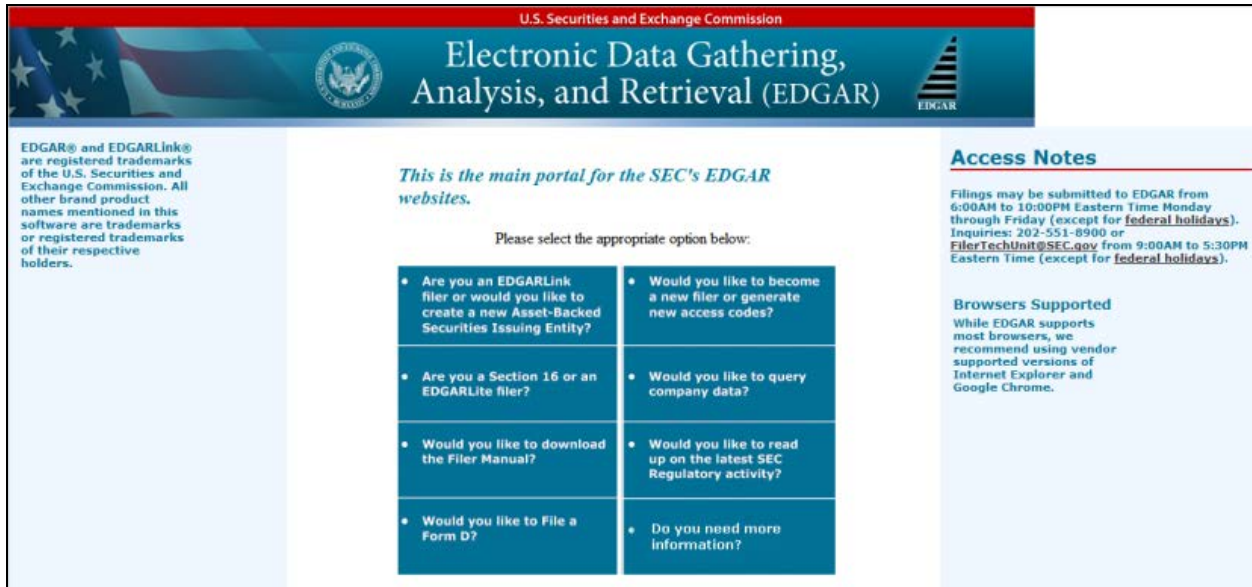 U.S. Securities and Exchange Commission
Electronic Data Gathering,
Analysis, and Retrieval (EDGAR)
EDGAR
EDGAR® and EDGARLink®
are registered trademarks
of the U.S. Securities and
Exchange Commission. All
other brand product
names mentioned in this
software are trademarks
or registered trademarks
of their respective
holders.
This is the main portal for the SEC's EDGAR
websites.
Please select the appropriate option below:
• Are you an EDGARLink
filer or would you like to
create a new Asset-Backed
Securities Issuing Entity?
• Would you like to become
a new filer or generate
new access codes?
• Are you a Section 16 or an
EDGARLite filer?
• Would you like to query
company data?
• Would you like to download
the Filer Manual?
• Would you like to read
up on the latest SEC
Regulatory activity?
• Would you like to File a
Form D?
• Do you need more
information?
Access Notes
Filings may be submitted to EDGAR from
6:00AM to 10:00PM Eastern Time Monday
through Friday (except for federal holidays).
Inquiries: 202-551-8900 or
FilerTechUnit@SEC.gov from 9:00AM to 5:30PM
Eastern Time (except for federal holidays).
Browsers Supported
While EDGAR supports
most browsers, we
recommend using vendor
supported versions of
Internet Explorer and
Google Chrome.